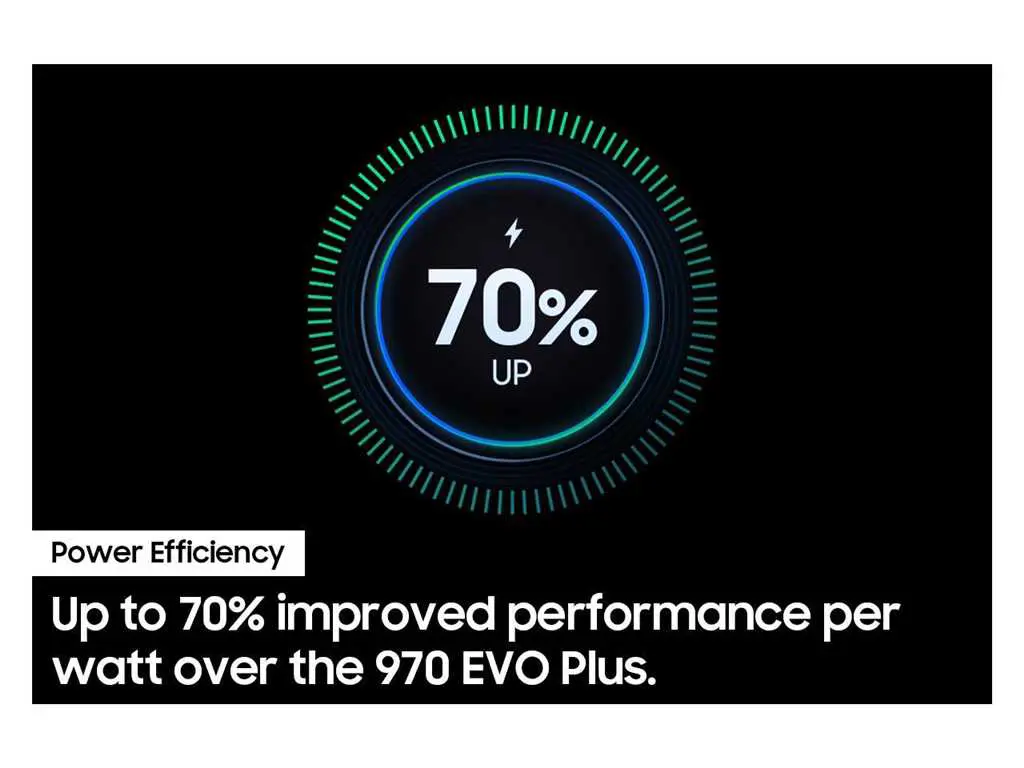 70%
UP
Power Efficiency
Up to 70% improved performance per
watt over the 970 EVO Plus.